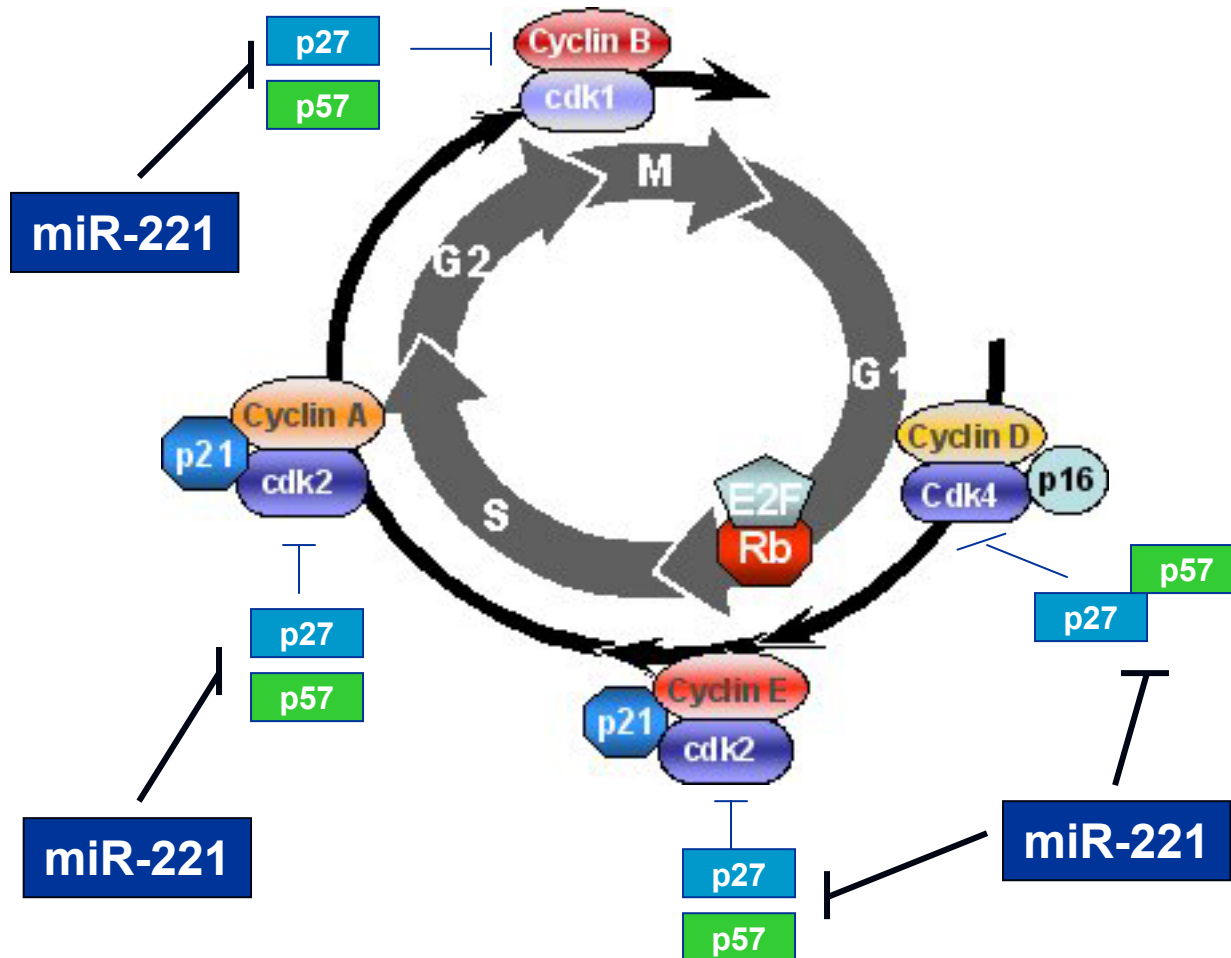 p27
p57
Cyclin B
cdk1
miR-221
M
G2
G1
Cyclin A
p21
cdk2
Cyclin D
Cdk4
p16
S
E2F
Rb
p57
p27
p27
p57
Cyclin E
p21
cdk2
miR-221
miR-221
p27
p57